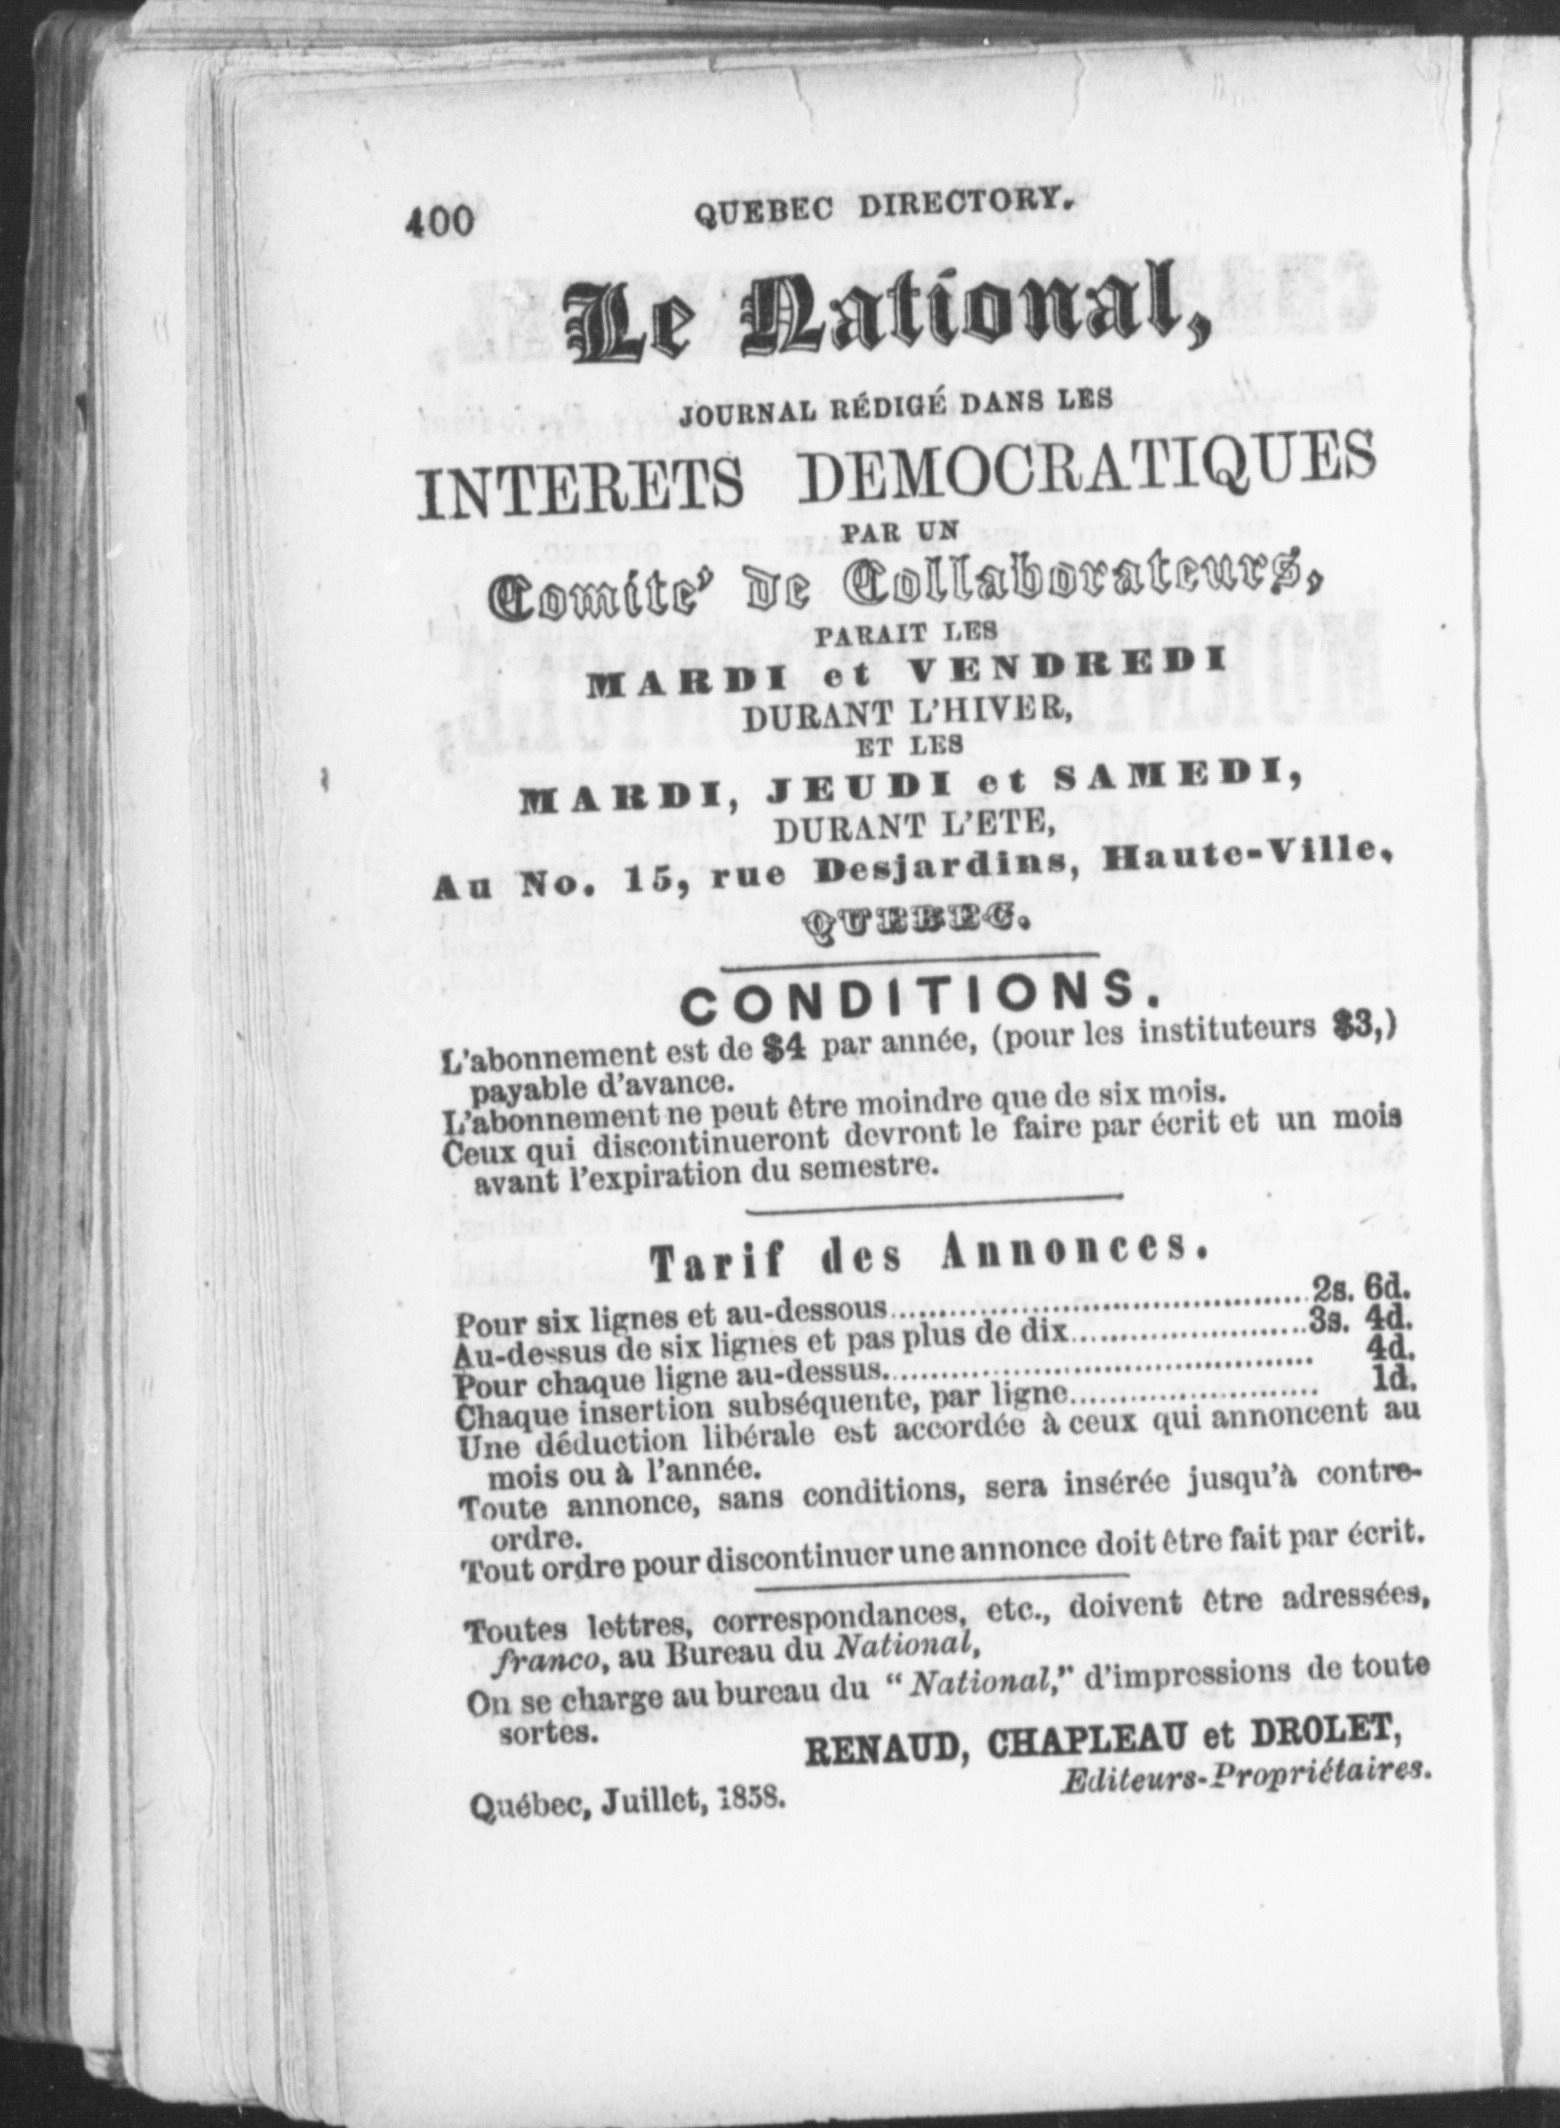 400 QUEBEC DIRECTORY.
Le National,
JOURNAL RÉDIGÉ DANS LES
INTERETS DEMOCRATIQUES
PAR UN
Comite' de Collaborateurs,
PARAIT LES
MARDI et VENDREDI
DURANT L'HIVER,
ET LES
MARDI, JEUDI et SAMEDI,
DURANT L'ETE,
Au No. 15, rue Desjardins, Haute-Ville,
QUEBEC.
CONDITIONS.
L'abonnement est de $4 par année, (pour les instituteurs $3,)
payable d'avance.
L'abonnement ne peut être moindre que de six mois.
Ceux qui discontinueront devront le faire par écrit et un mois
avant l'expiration du semestre.
Tarif des Annonces.
Pour six lignes et au-dessous........................................2s. 6d.
Au-dessus de six lignes et pas plus de dix........................3s. 4d.
Pour chaque ligne au-dessus........................................ 4d.
Chaque insertion subséquente, par ligne........................ 1d.
Une déduction libérale est accordée à ceux qui annoncent au
mois ou à l'année.
Toute annonce, sans conditions, sera insérée jusqu'à contre-
ordre.
Tout ordre pour discontinuer une annonce doit être fait par écrit.
Toutes lettres, correspondances, etc., doivent être adressées,
franco, au Bureau du National,
On se charge au bureau du "National," d'impressions de toute
sortes.
RENAUD, CHAPLEAU et DROLET,
Editeurs-Propriétaires.
Québec, Juillet, 1858.